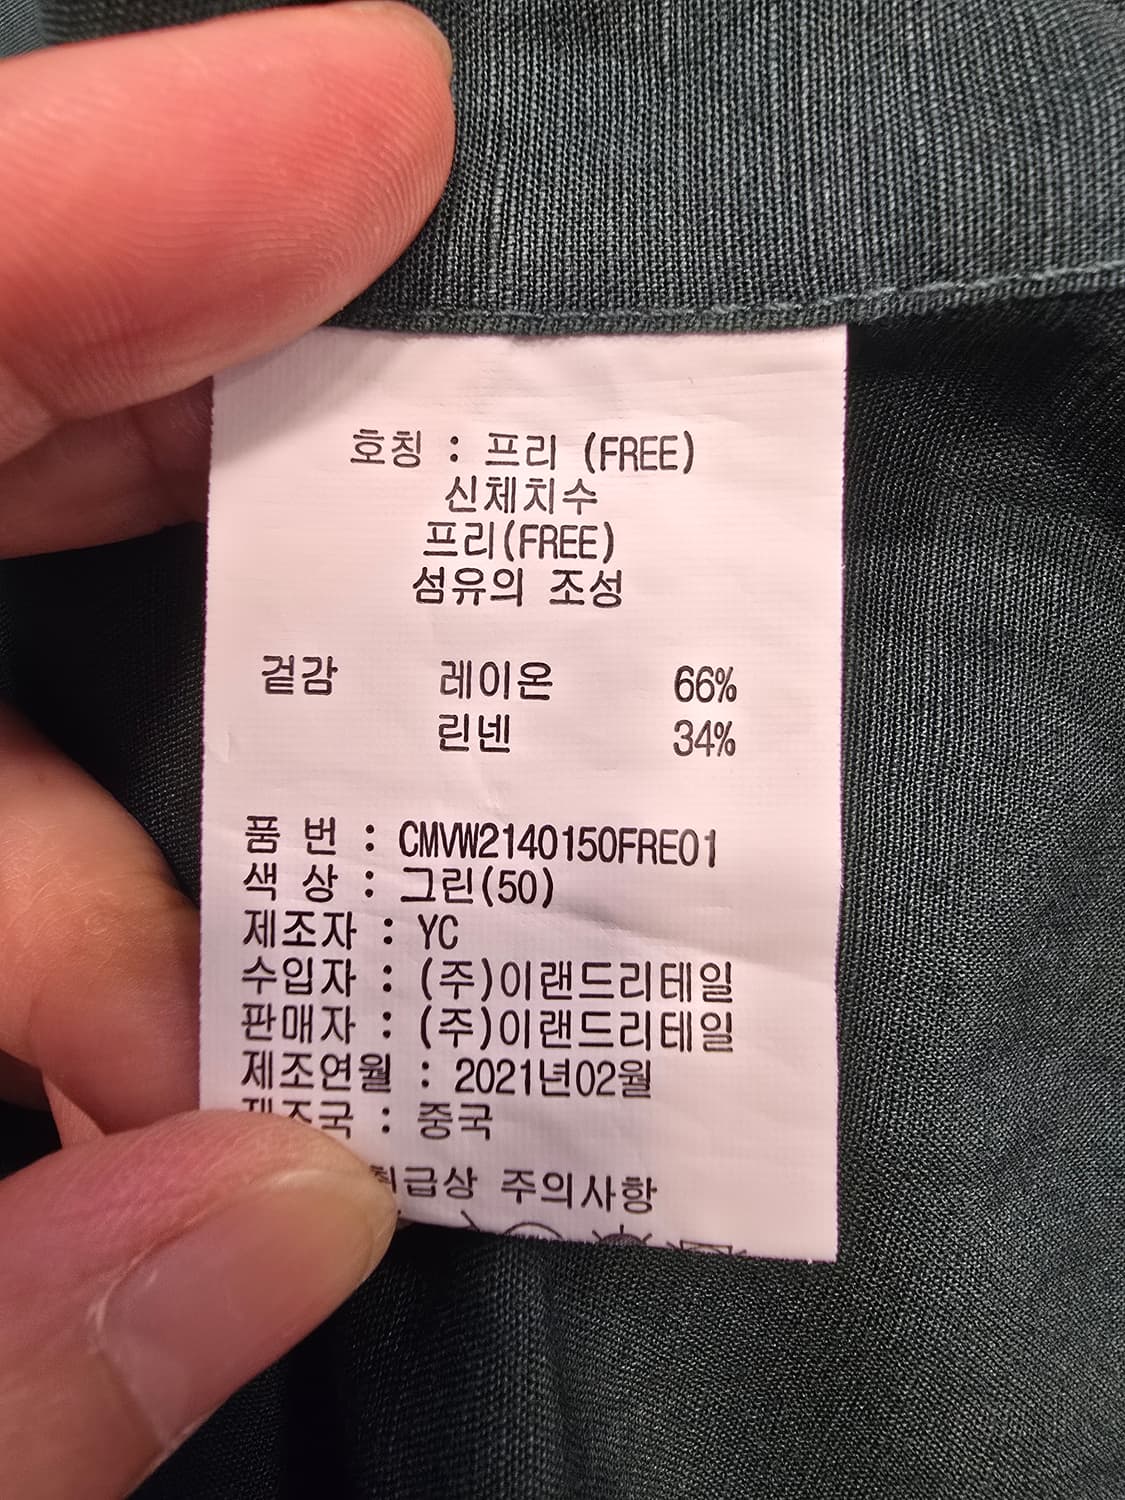 호칭 : 프리 (FREE)
신체치수
프리(FREE)
섬유의 조성
겉감 레이온 66%
린넨 34%
품 번 : CMVW2140150FRE01
색 상 : 그린(50)
제조자 : YC
수입자 : (주)이랜드리테일
판매자 : (주)이랜드리테일
제조연월 : 2021년02월
제조국 : 중국
취급상 주의사항